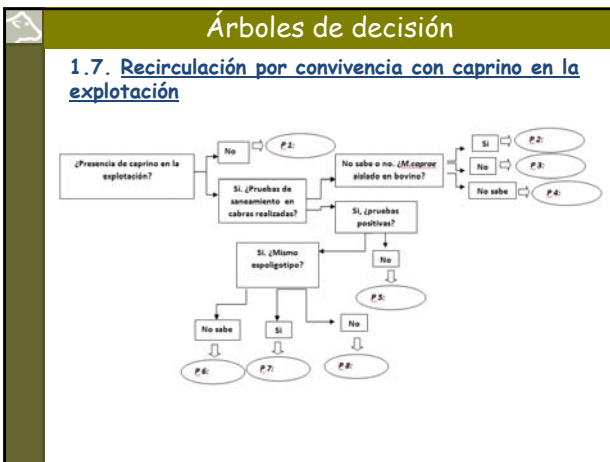 Árboles de decisión
1.7. Recirculación por convivencia con caprino en la
explotación
¿Presencia de caprino en la
explotación?
No
P.1:
Si. ¿Pruebas de
saneamiento en
cabras realizadas?
No sabe o no. ¿M.caprae
aislado en bovino?
Si
P.2:
No
P.3:
No sabe
P.4:
Si, ¿pruebas
positivas?
No
P.5:
Si. ¿Mismo
espoligotipo?
No sabe
P.6:
Si
P.7:
No
P.8: